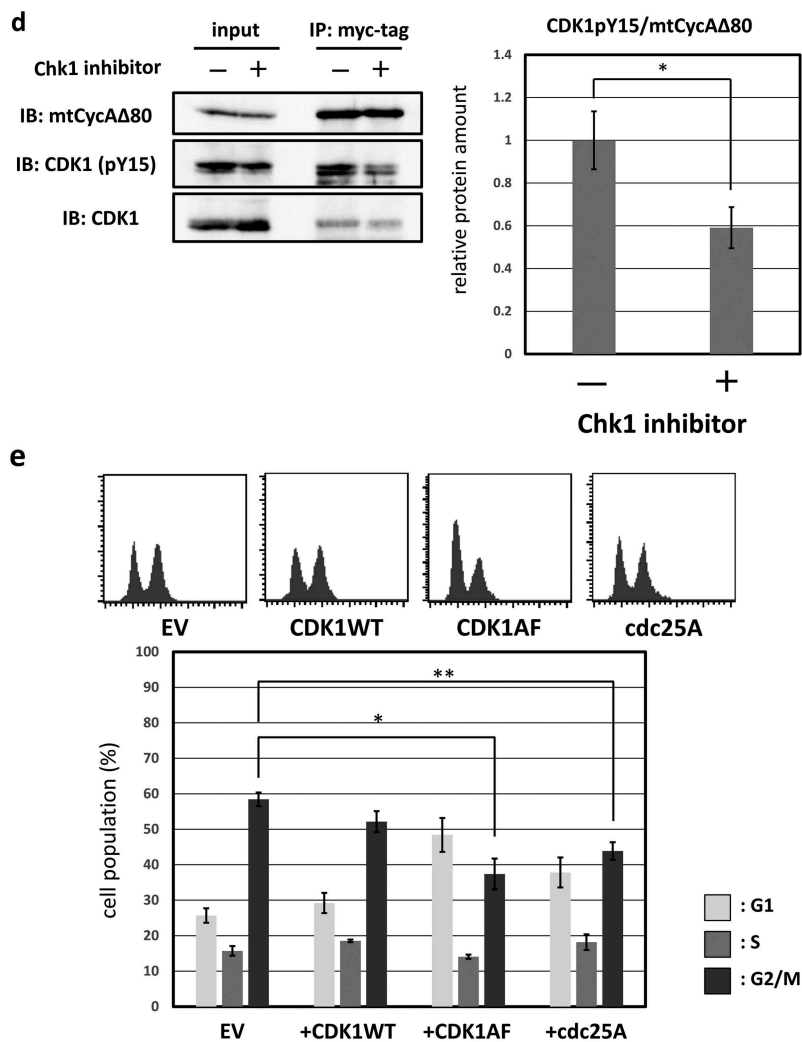 d
input IP: myc-tag
Chk1 inhibitor − + − +
IB: mtCycAΔ80
IB: CDK1 (pY15)
IB: CDK1
CDK1pY15/mtCycAΔ80
relative protein amount
1.4
1.2
1
0.8
0.6
0.4
0.2
0
*
− +
Chk1 inhibitor
e
EV CDK1WT CDK1AF cdc25A
cell population (%)
100
90
80
70
60
50
40
30
20
10
0
**
*
EV +CDK1WT +CDK1AF +cdc25A
: G1
: S
: G2/M